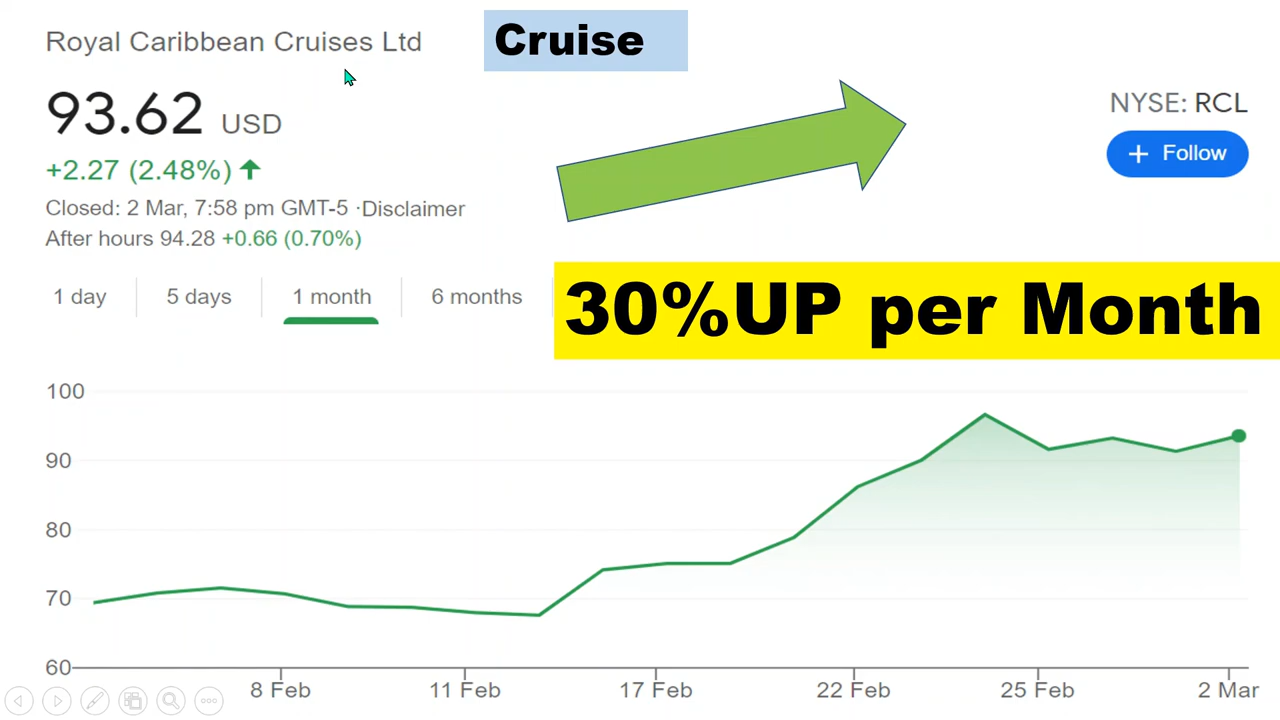 Royal Caribbean Cruises Ltd
Cruise
93.62 USD
NYSE: RCL
+ Follow
+2.27 (2.48%)
Closed: 2 Mar, 7:58 pm GMT-5 ·Disclaimer
After hours 94.28 +0.66 (0.70%)
1 day
5 days
1 month
6 months
30%UP per Month
100
90
80
70
60
8 Feb
11 Feb
17 Feb
22 Feb
25 Feb
2 Mar